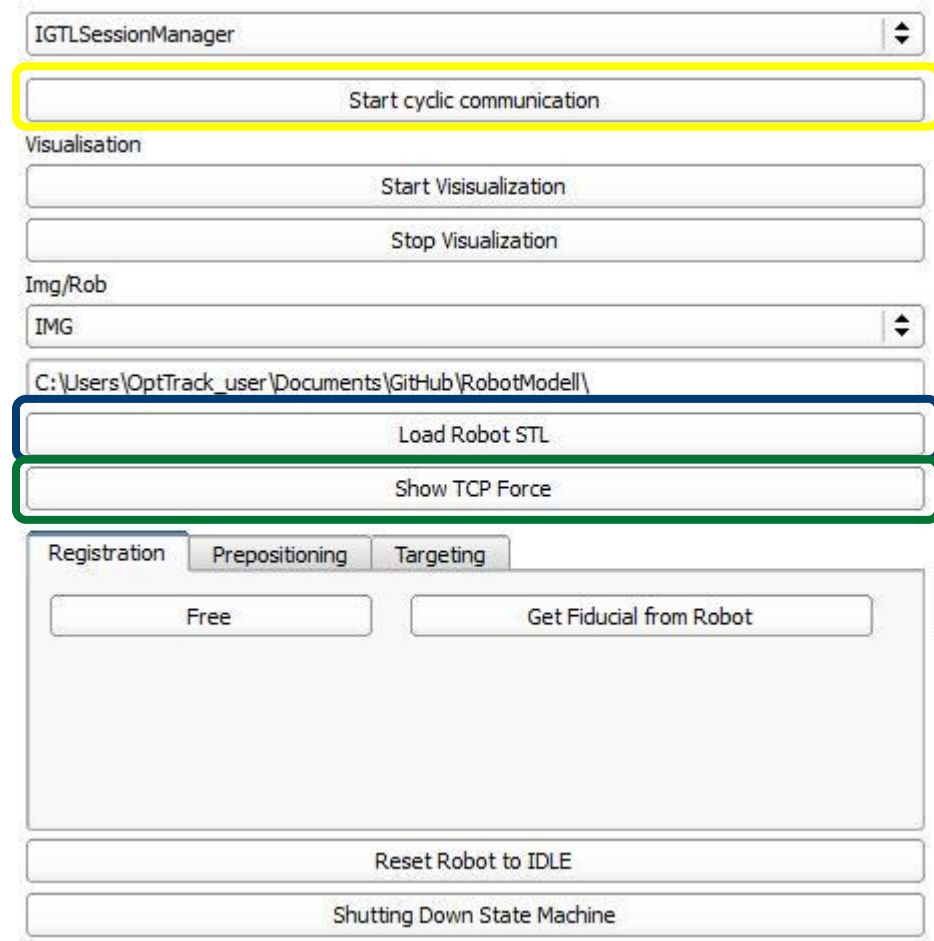 IGTLSessionManager
Start cyclic communication
Visualisation
Start Visisualization
Stop Visualization
Img/Rob
IMG
C:\Users\OptTrack_user\Documents\GitHub\RobotModell\
Load Robot STL
Show TCP Force
Registration Prepositioning Targeting
Free Get Fiducial from Robot
Reset Robot to IDLE
Shutting Down State Machine